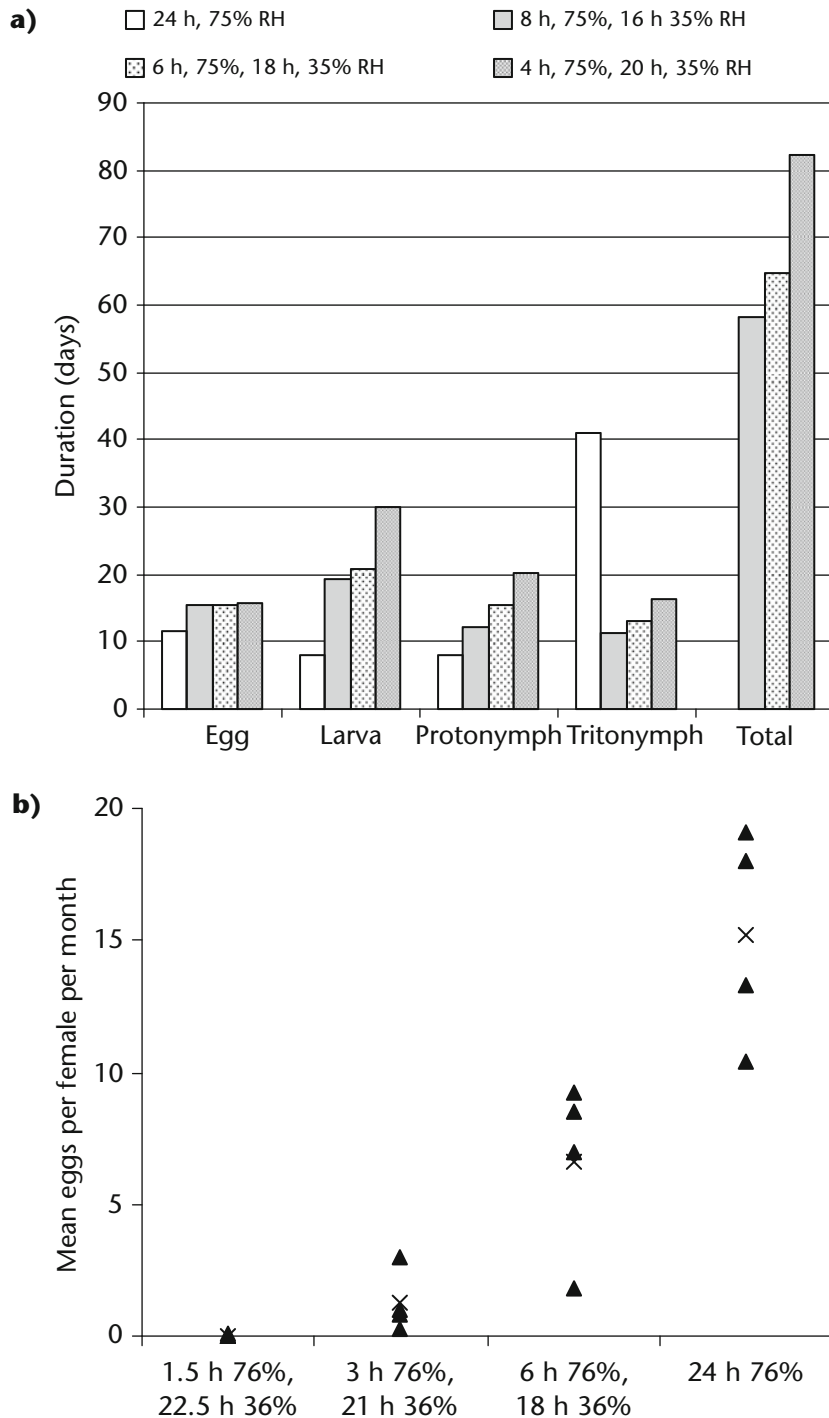 a)
24 h, 75% RH
8 h, 75%, 16 h 35% RH
6 h, 75%, 18 h, 35% RH
4 h, 75%, 20 h, 35% RH
90
80
70
60
50
40
30
20
10
0
Duration (days)
Egg
Larva
Protonymph
Tritonymph
Total
b)
20
15
10
5
0
Mean eggs per female per month
1.5 h 76%,
22.5 h 36%
3 h 76%,
21 h 36%
6 h 76%,
18 h 36%
24 h 76%